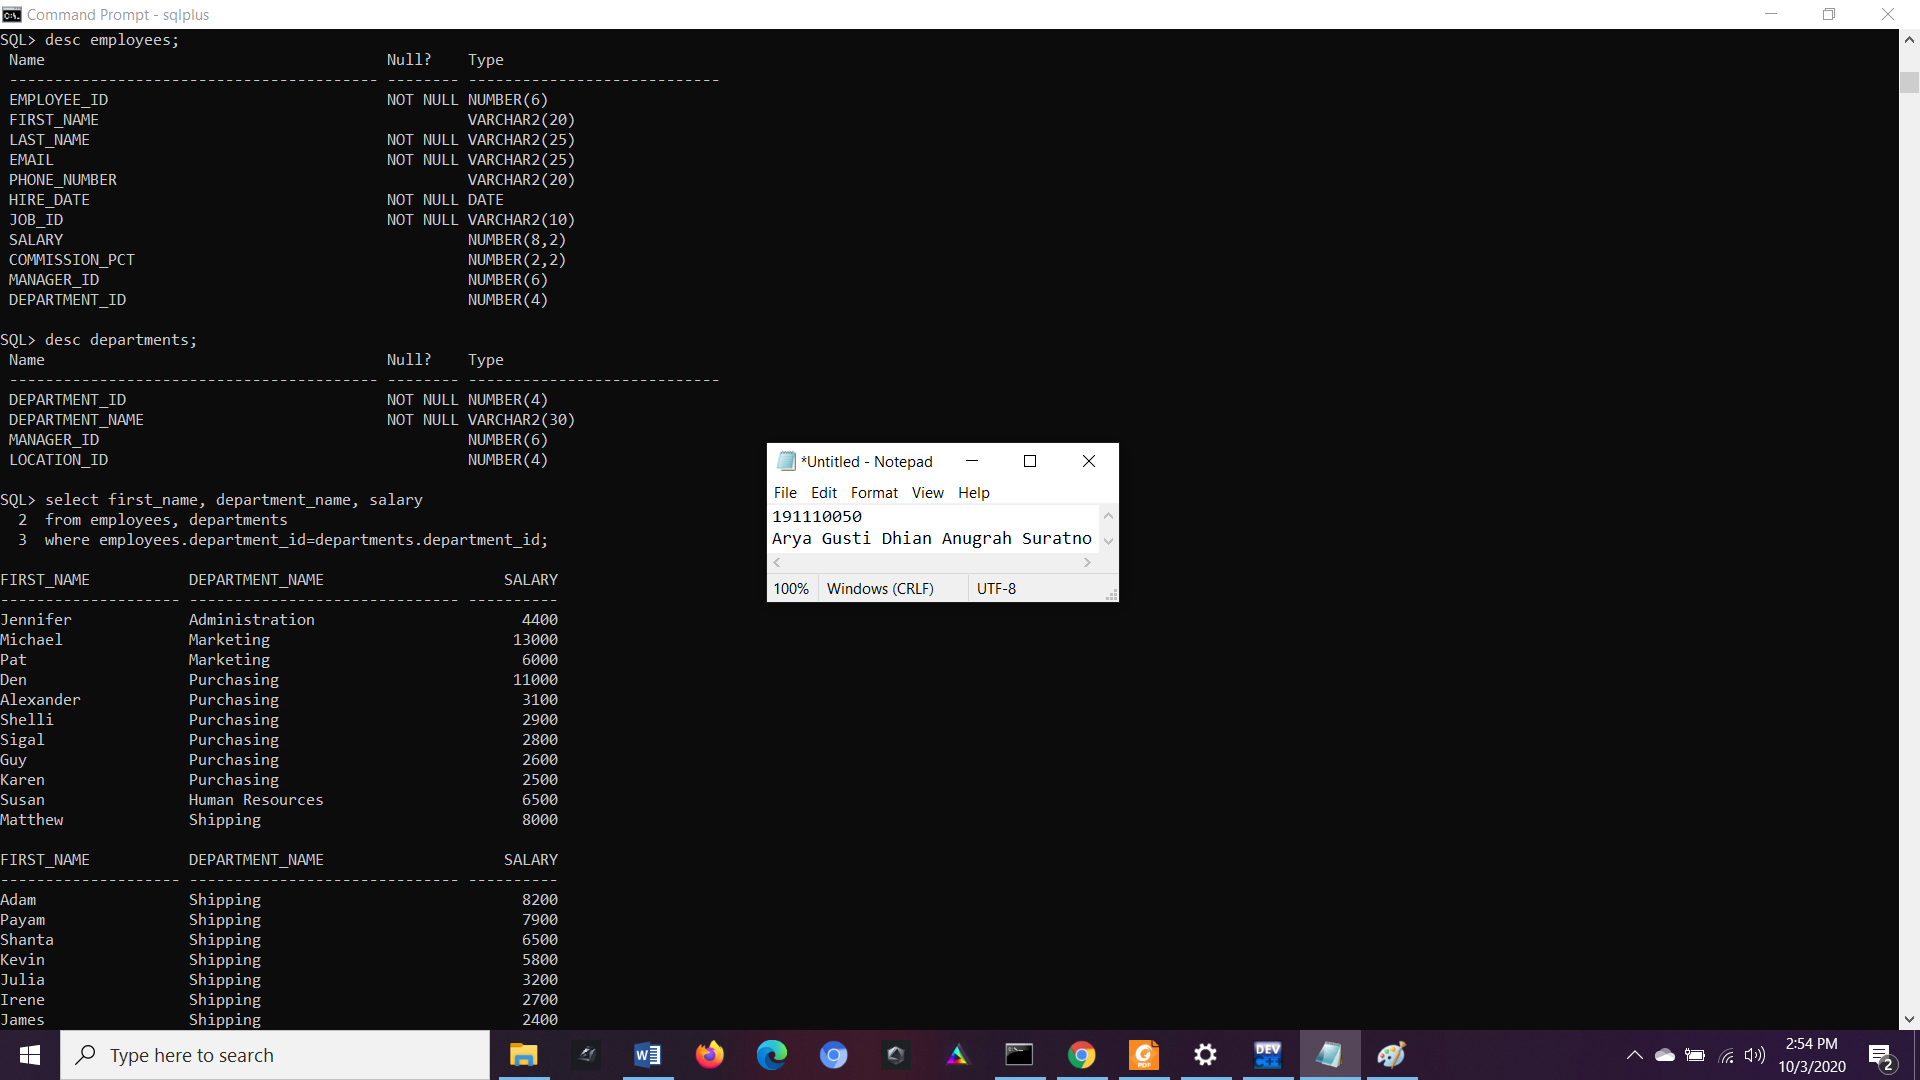 Command Prompt - sqlplus
SQL> desc employees;
Name Null? Type
----------------------------------------- -------- ----------------------------
EMPLOYEE_ID NOT NULL NUMBER(6)
FIRST_NAME VARCHAR2(20)
LAST_NAME NOT NULL VARCHAR2(25)
EMAIL NOT NULL VARCHAR2(25)
PHONE_NUMBER VARCHAR2(20)
HIRE_DATE NOT NULL DATE
JOB_ID NOT NULL VARCHAR2(10)
SALARY NUMBER(8,2)
COMMISSION_PCT NUMBER(2,2)
MANAGER_ID NUMBER(6)
DEPARTMENT_ID NUMBER(4)
SQL> desc departments;
Name Null? Type
----------------------------------------- -------- ----------------------------
DEPARTMENT_ID NOT NULL NUMBER(4)
DEPARTMENT_NAME NOT NULL VARCHAR2(30)
MANAGER_ID NUMBER(6)
LOCATION_ID NUMBER(4)
SQL> select first_name, department_name, salary
2 from employees, departments
3 where employees.department_id=departments.department_id;
FIRST_NAME DEPARTMENT_NAME SALARY
-------------------- ------------------------------ ----------
Jennifer Administration 4400
Michael Marketing 13000
Pat Marketing 6000
Den Purchasing 11000
Alexander Purchasing 3100
Shelli Purchasing 2900
Sigal Purchasing 2800
Guy Purchasing 2600
Karen Purchasing 2500
Susan Human Resources 6500
Matthew Shipping 8000
FIRST_NAME DEPARTMENT_NAME SALARY
-------------------- ------------------------------ ----------
Adam Shipping 8200
Payam Shipping 7900
Shanta Shipping 6500
Kevin Shipping 5800
Julia Shipping 3200
Irene Shipping 2700
James Shipping 2400
*Untitled - Notepad
File Edit Format View Help
191110050
Arya Gusti Dhian Anugrah Suratno
100% Windows (CRLF) UTF-8
Type here to search
DEV C++
PDF
2:54 PM
10/3/2020
2